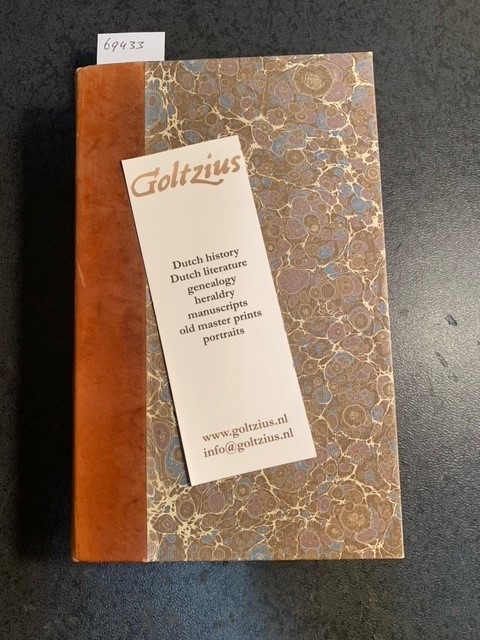 69433
Goltzius
Dutch history
Dutch literature
genealogy
heraldry
manuscripts
old master prints
portraits
www.goltzius.nl
info@goltzius.nl